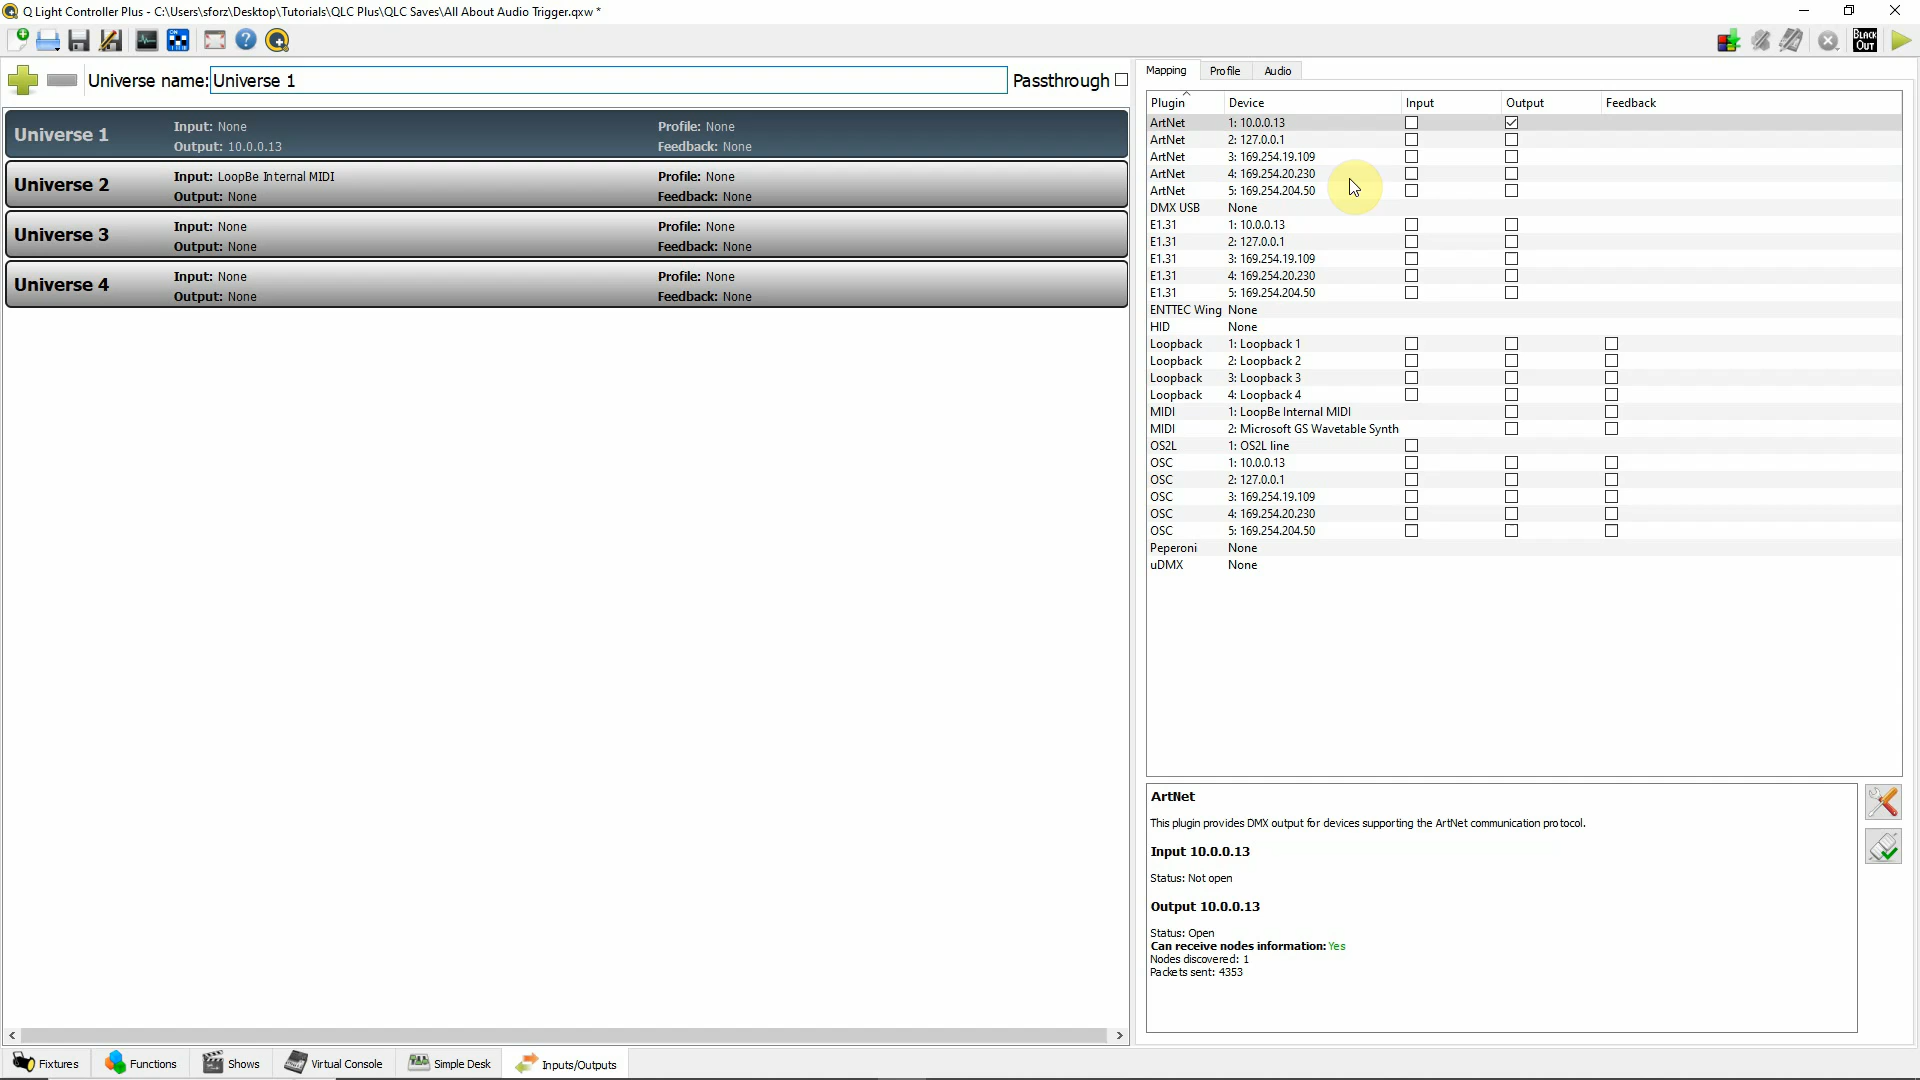 Q Light Controller Plus - C:\Users\sforz\Desktop\Tutorials\QLC Plus\QLC Saves\All About Audio Trigger.qxw *
BLACK OUT
Universe name: Universe 1 Passthrough
Universe 1 Input: None Profile: None
Output: 10.0.0.13 Feedback: None
Universe 2 Input: LoopBe Internal MIDI Profile: None
Output: None Feedback: None
Universe 3 Input: None Profile: None
Output: None Feedback: None
Universe 4 Input: None Profile: None
Output: None Feedback: None
Mapping Profile Audio
Plugin Device Input Output Feedback
ArtNet 1: 10.0.0.13
ArtNet 2: 127.0.0.1
ArtNet 3: 169.254.19.109
ArtNet 4: 169.254.20.230
ArtNet 5: 169.254.204.50
DMX USB None
E1.31 1: 10.0.0.13
E1.31 2: 127.0.0.1
E1.31 3: 169.254.19.109
E1.31 4: 169.254.20.230
E1.31 5: 169.254.204.50
ENTTEC Wing None
HID None
Loopback 1: Loopback 1
Loopback 2: Loopback 2
Loopback 3: Loopback 3
Loopback 4: Loopback 4
MIDI 1: LoopBe Internal MIDI
MIDI 2: Microsoft GS Wavetable Synth
OS2L 1: OS2L line
OSC 1: 10.0.0.13
OSC 2: 127.0.0.1
OSC 3: 169.254.19.109
OSC 4: 169.254.20.230
OSC 5: 169.254.204.50
Peperoni None
uDMX None
ArtNet
This plugin provides DMX output for devices supporting the ArtNet communication protocol.
Input 10.0.0.13
Status: Not open
Output 10.0.0.13
Status: Open
Can receive nodes information: Yes
Nodes discovered: 1
Packets sent: 4353
Fixtures Functions Shows Virtual Console Simple Desk Inputs/Outputs